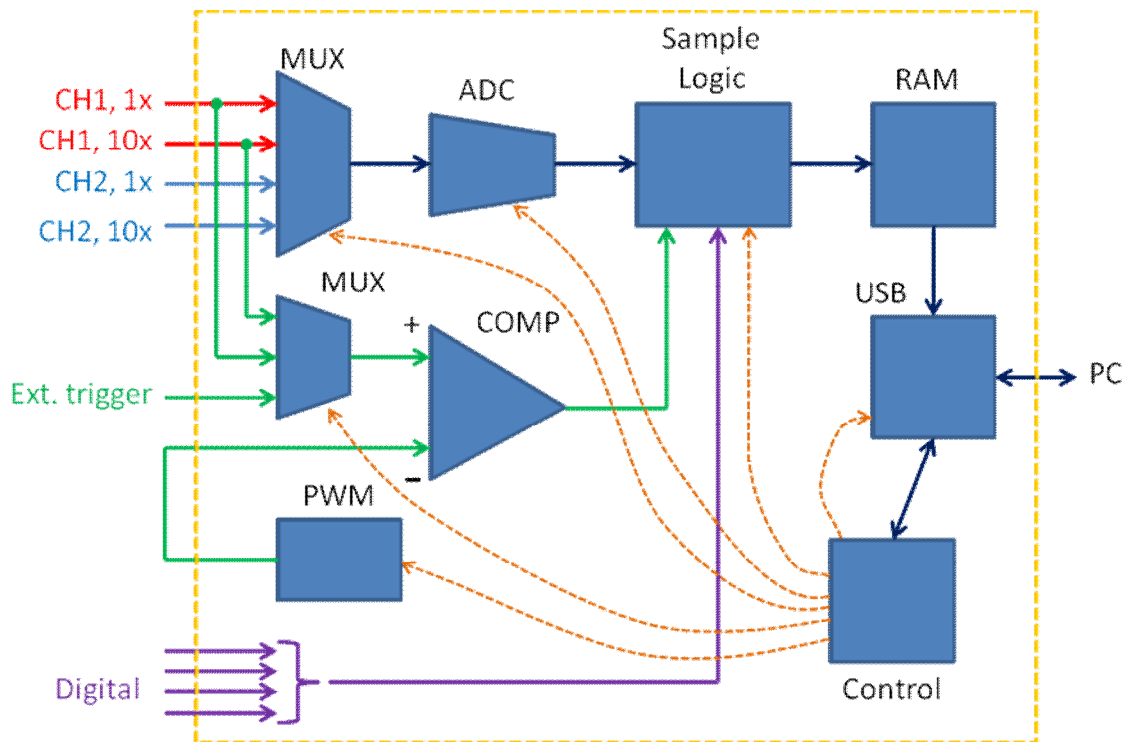 MUX
Sample
Logic
RAM
ADC
CH1, 1x
CH1, 10x
CH2, 1x
CH2, 10x
MUX
USB
+
COMP
PC
Ext. trigger
-
PWM
Digital
Control